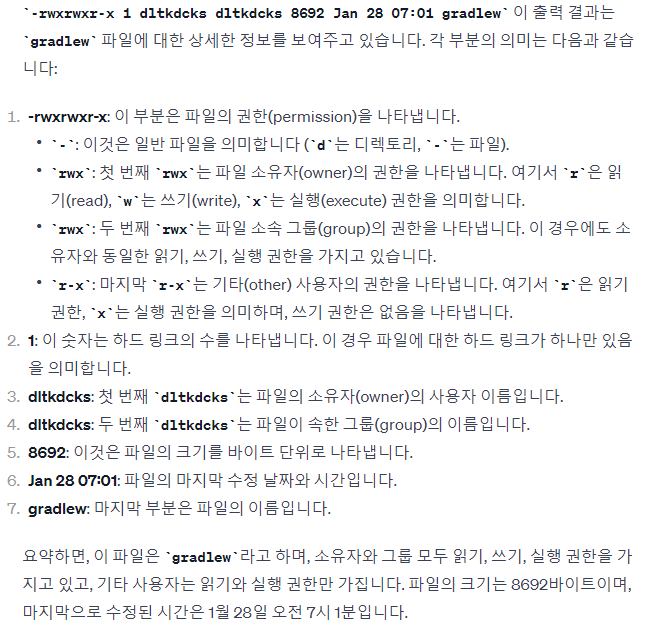 `-rwxrwxr-x 1 dltkdcks dltkdcks 8692 Jan 28 07:01 gradlew` 이 출력 결과는
`gradlew` 파일에 대한 상세한 정보를 보여주고 있습니다. 각 부분의 의미는 다음과 같습
니다:
1. -rwxrwxr-x: 이 부분은 파일의 권한(permission)을 나타냅니다.
• `-`: 이것은 일반 파일을 의미합니다 (`d`는 디렉토리, `-`는 파일).
• `rwx`: 첫 번째 `rwx`는 파일 소유자(owner)의 권한을 나타냅니다. 여기서 `r`은 읽
기(read), `w`는 쓰기(write), `x`는 실행(execute) 권한을 의미합니다.
• `rwx`: 두 번째 `rwx`는 파일 소속 그룹(group)의 권한을 나타냅니다. 이 경우에도 소
유자와 동일한 읽기, 쓰기, 실행 권한을 가지고 있습니다.
• `r-x`: 마지막 `r-x`는 기타(other) 사용자의 권한을 나타냅니다. 여기서 `r`은 읽기
권한, `x`는 실행 권한을 의미하며, 쓰기 권한은 없음을 나타냅니다.
2. 1: 이 숫자는 하드 링크의 수를 나타냅니다. 이 경우 파일에 대한 하드 링크가 하나만 있음
을 의미합니다.
3. dltkdcks: 첫 번째 `dltkdcks`는 파일의 소유자(owner)의 사용자 이름입니다.
4. dltkdcks: 두 번째 `dltkdcks`는 파일이 속한 그룹(group)의 이름입니다.
5. 8692: 이것은 파일의 크기를 바이트 단위로 나타냅니다.
6. Jan 28 07:01: 파일의 마지막 수정 날짜와 시간입니다.
7. gradlew: 마지막 부분은 파일의 이름입니다.
요약하면, 이 파일은 `gradlew`라고 하며, 소유자와 그룹 모두 읽기, 쓰기, 실행 권한을 가
지고 있고, 기타 사용자는 읽기와 실행 권한만 가집니다. 파일의 크기는 8692바이트이며,
마지막으로 수정된 시간은 1월 28일 오전 7시 1분입니다.